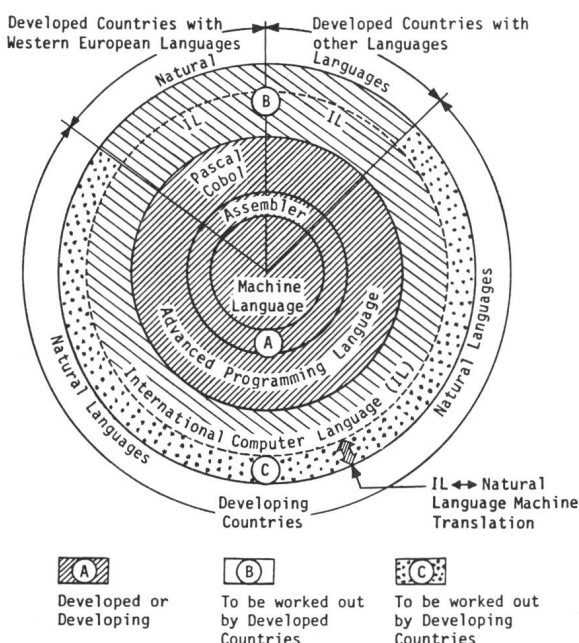 Developed Countries with
Western European Languages
Developed Countries with
other Languages
Natural
Languages
B
IL
IL
Pascal
Cobol
Assembler
Machine
Language
A
Advanced Programming Language
International Computer Language (IL)
Natural Languages
Natural Languages
C
Developing
Countries
IL ↔ Natural
Language Machine
Translation
A
Developed or
Developing
B
To be worked out
by Developed
Countries
C
To be worked out
by Developing
Countries